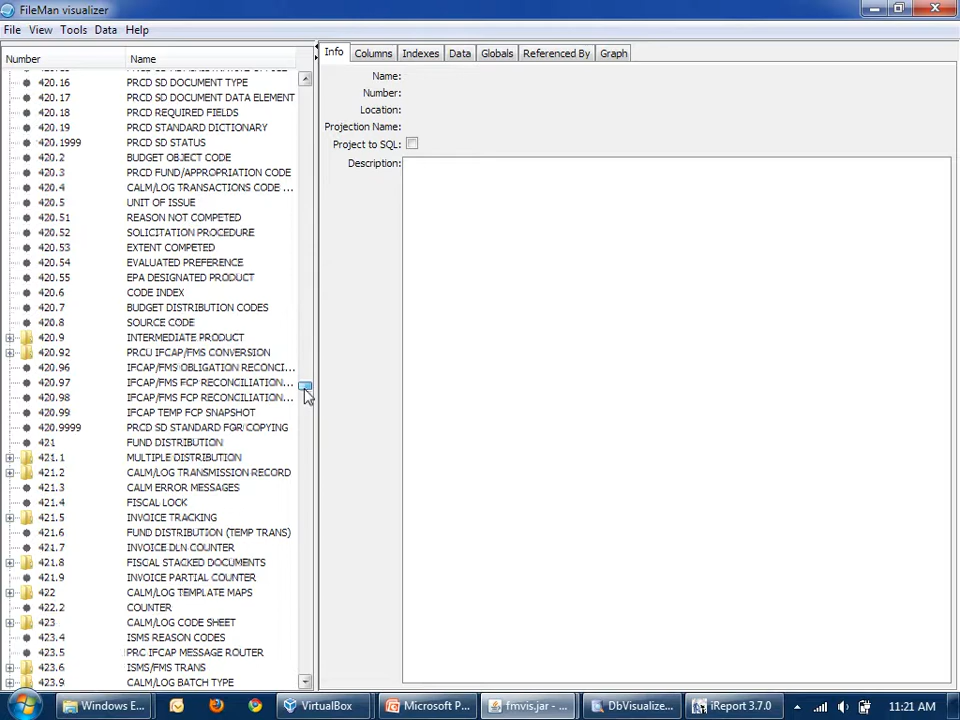 FileMan visualizer
File View Tools Data Help
Number Name
420.16 PRCD SD DOCUMENT TYPE
420.17 PRCD SD DOCUMENT DATA ELEMENT
420.18 PRCD REQUIRED FIELDS
420.19 PRCD STANDARD DICTIONARY
420.1999 PRCD SD STATUS
420.2 BUDGET OBJECT CODE
420.3 PRCD FUND/APPROPRIATION CODE
420.4 CALM/LOG TRANSACTIONS CODE ...
420.5 UNIT OF ISSUE
420.51 REASON NOT COMPETED
420.52 SOLICITATION PROCEDURE
420.53 EXTENT COMPETED
420.54 EVALUATED PREFERENCE
420.55 EPA DESIGNATED PRODUCT
420.6 CODE INDEX
420.7 BUDGET DISTRIBUTION CODES
420.8 SOURCE CODE
420.9 INTERMEDIATE PRODUCT
420.92 PRCU IFCAP/FMS CONVERSION
420.96 IFCAP/FMS OBLIGATION RECONCI...
420.97 IFCAP/FMS FCP RECONCILIATION...
420.98 IFCAP/FMS FCP RECONCILIATION...
420.99 IFCAP TEMP FCP SNAPSHOT
420.9999 PRCD SD STANDARD FOR COPYING
421 FUND DISTRIBUTION
421.1 MULTIPLE DISTRIBUTION
421.2 CALM/LOG TRANSMISSION RECORD
421.3 CALM ERROR MESSAGES
421.4 FISCAL LOCK
421.5 INVOICE TRACKING
421.6 FUND DISTRIBUTION (TEMP TRANS)
421.7 INVOICE DLN COUNTER
421.8 FISCAL STACKED DOCUMENTS
421.9 INVOICE PARTIAL COUNTER
422 CALM/LOG TEMPLATE MAPS
422.2 COUNTER
423 CALM/LOG CODE SHEET
423.4 ISMS REASON CODES
423.5 PRC IFCAP MESSAGE ROUTER
423.6 ISMS/FMS TRANS
423.9 CALM/LOG BATCH TYPE
Info Columns Indexes Data Globals Referenced By Graph
Name:
Number:
Location:
Projection Name:
Project to SQL:
Description:
Windows E... VirtualBox Microsoft P... fmvis.jar - ... DbVisualize... iReport 3.7.0 11:21 AM